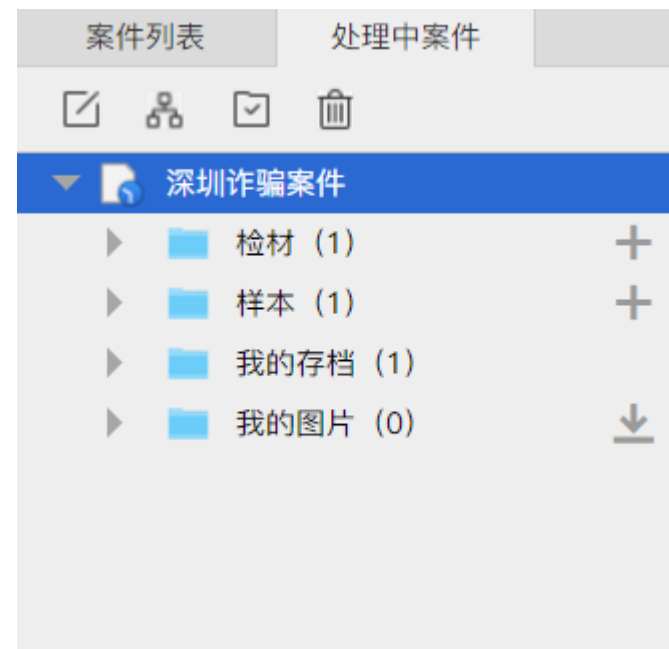 案件列表 处理中案件
深圳诈骗案件
检材（1）
样本（1）
我的存档（1）
我的图片（0）